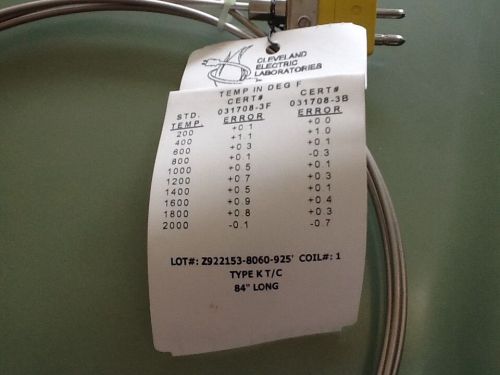 CLEVELAND
ELECTRIC
LABORATORIES
TEMP IN DEG F
CERT# CERT#
STD. 031708-3F 031708-3B
TEMP. ERROR ERROR
200 +0.1 +0.0
400 +1.1 +1.0
600 +0.3 +0.1
800 +0.1 -0.3
1000 +0.5 +0.1
1200 +0.7 +0.5
1400 +0.5 +0.3
1600 +0.9 +0.1
1800 +0.8 +0.4
2000 -0.1 +0.3
-0.7
LOT#: Z922153-8060-925' COIL#: 1
TYPE K T/C
84" LONG